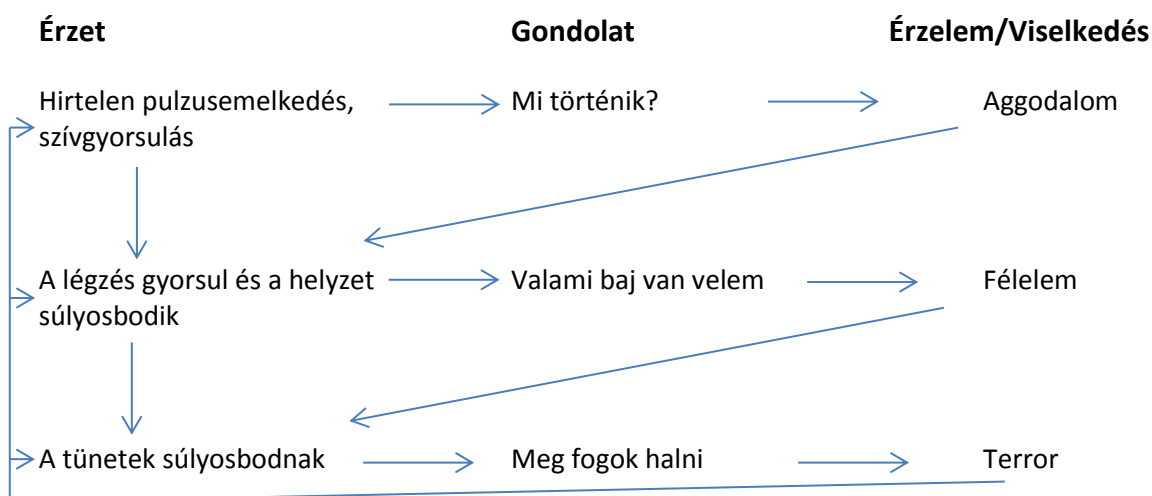 Érzet Gondolat Érzelem/Viselkedés
Hirtelen pulzusemelkedés, Mi történik? Aggodalom
szívgyorsulás
A légzés gyorsul és a helyzet Valami baj van velem Félelem
súlyosbodik
A tünetek súlyosbodnak Meg fogok halni Terror